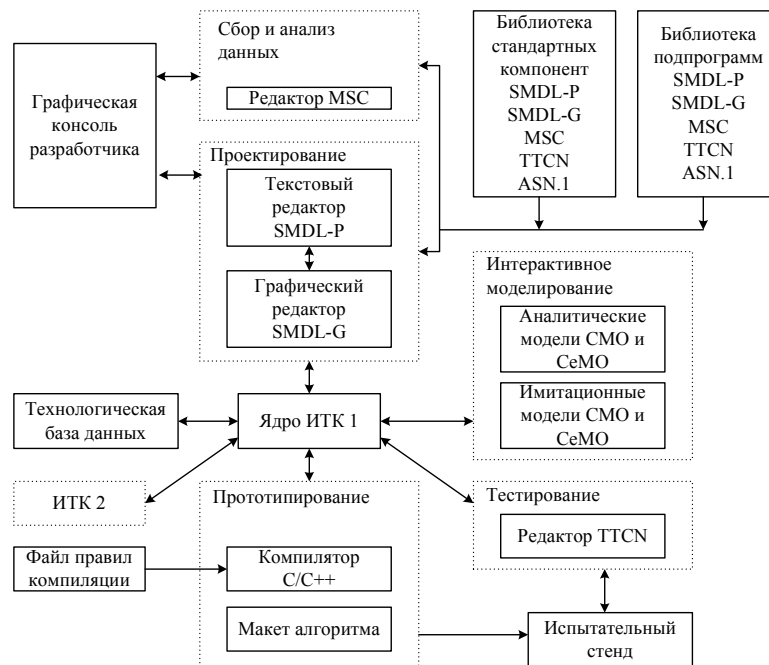 Графическая
консоль
разработчика
Сбор и анализ
данных
Редактор MSC
Библиотека
стандартных
компонент
SMDL-P
SMDL-G
MSC
TTCN
ASN.1
Библиотека
подпрограмм
SMDL-P
SMDL-G
MSC
TTCN
ASN.1
Проектирование
Текстовый
редактор
SMDL-P
Графический
редактор
SMDL-G
Интерактивное
моделирование
Аналитические
модели СМО и
СеМО
Имитационные
модели СМО и
СеМО
Технологическая
база данных
Ядро ИТК 1
ИТК 2
Прототипирование
Тестирование
Редактор TTCN
Файл правил
компиляции
Компилятор
C/C++
Макет алгоритма
Испытательный
стенд